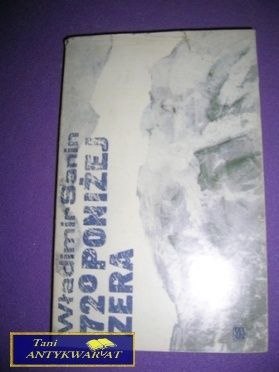 Władimir Sanin
72° PONIŻEJ
ZERA
Tani
ANTYKWARIAT